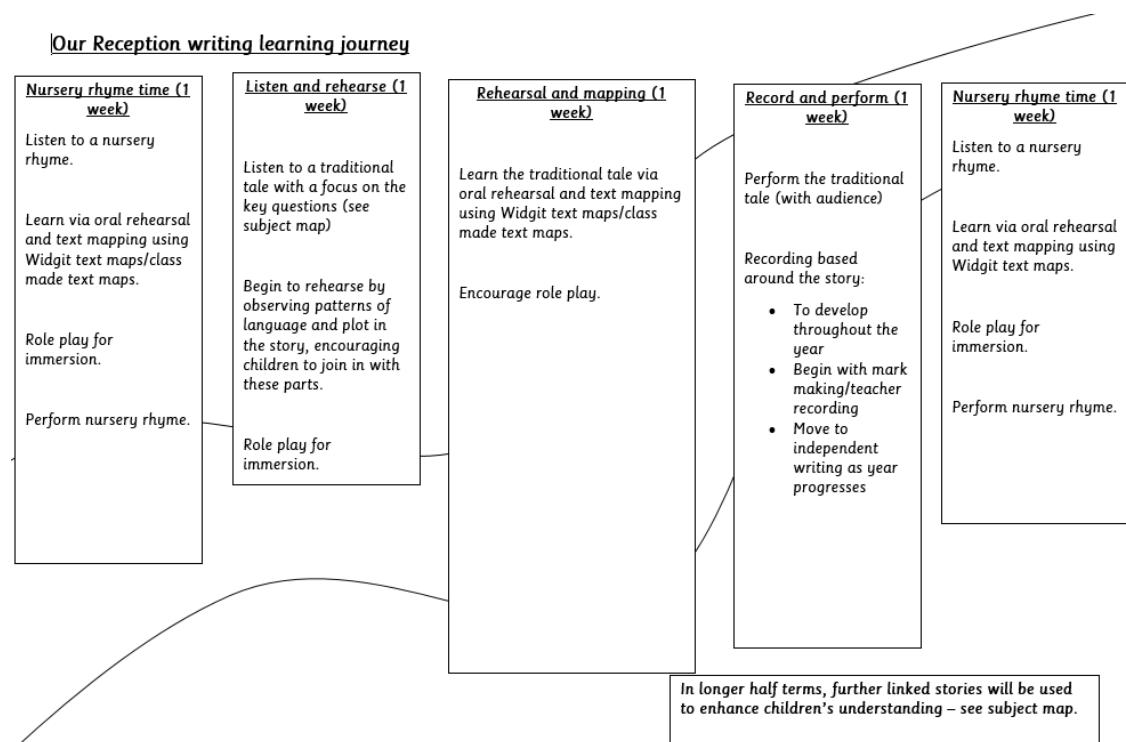 Our Reception writing learning journey
Nursery rhyme time (1
week)
Listen to a nursery
rhyme.
Learn via oral rehearsal
and text mapping using
Widgit text maps/class
made text maps.
Role play for
immersion.
Perform nursery rhyme.
Listen and rehearse (1
week)
Listen to a traditional
tale with a focus on the
key questions (see
subject map)
Begin to rehearse by
observing patterns of
language and plot in
the story, encouraging
children to join in with
these parts.
Role play for
immersion.
Rehearsal and mapping (1
week)
Learn the traditional tale via
oral rehearsal and text mapping
using Widgit text maps/class
made text maps.
Encourage role play.
Record and perform (1
week)
Perform the traditional
tale (with audience)
Recording based
around the story:
• To develop
throughout the
year
• Begin with mark
making/teacher
recording
• Move to
independent
writing as year
progresses
Nursery rhyme time (1
week)
Listen to a nursery
rhyme.
Learn via oral rehearsal
and text mapping using
Widgit text maps.
Role play for
immersion.
Perform nursery rhyme.
In longer half terms, further linked stories will be used
to enhance children's understanding – see subject map.